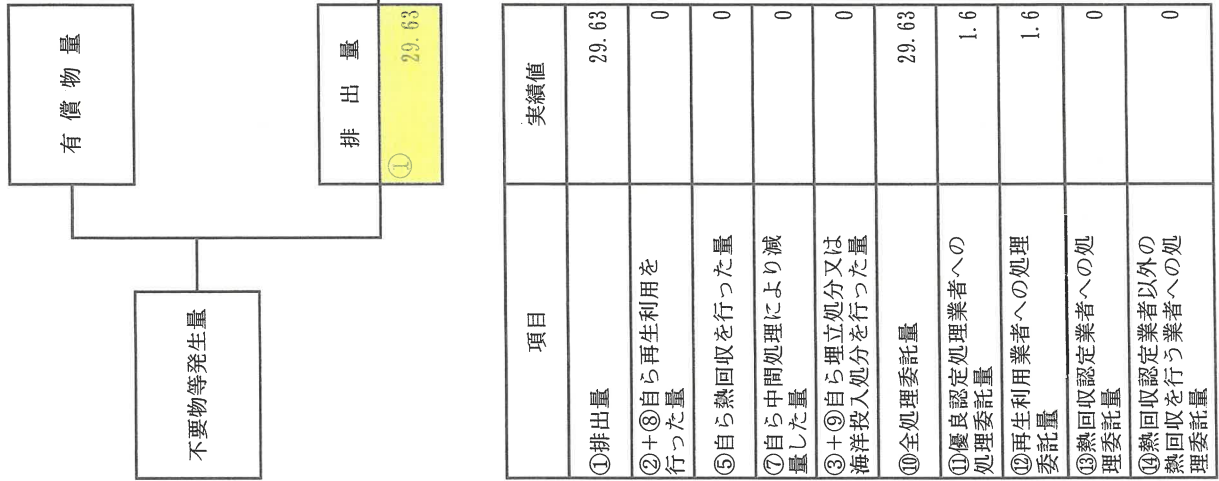 有償物量
不要物等発生量
排出量
①
29.63
項目
実績値
①排出量
29.63
②+⑧自ら再生利用を
行った量
0
⑤自ら熱回収を行った量
0
⑦自ら中間処理により減
量した量
0
③+⑨自ら埋立処分又は
海洋投入処分を行った量
0
⑩全処理委託量
29.63
⑪優良認定処理業者への
処理委託量
1.6
⑫再生利用業者への処理
委託量
1.6
⑬熱回収認定業者への処
理委託量
0
⑭熱回収認定業者以外の
熱回収を行う業者への処
理委託量
0